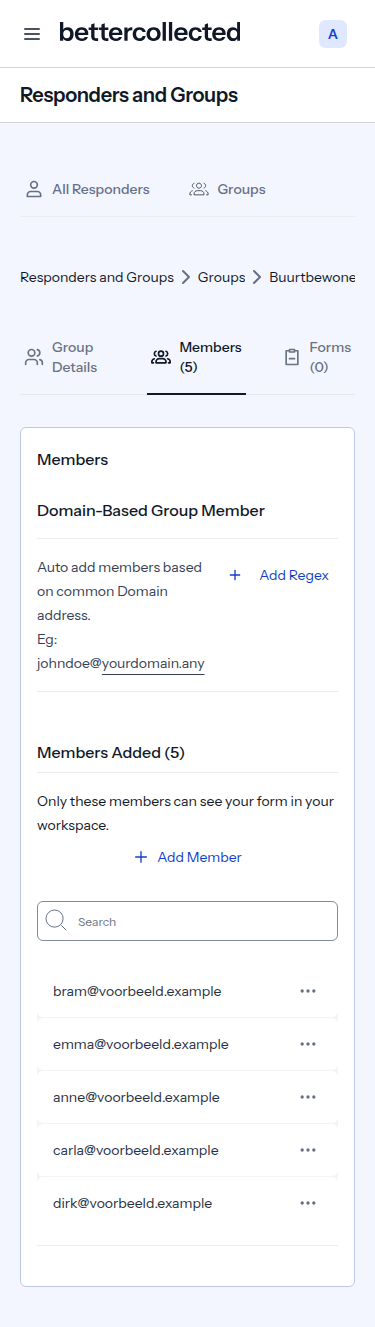 bettercollected
A
Responders and Groups
All Responders
Groups
Responders and Groups
Groups
Buurtbewone
Group
Details
Members
(5)
Forms
(0)
Members
Domain-Based Group Member
Auto add members based
on common Domain
address.
Eg:
johndoe@yourdomain.any
Add Regex
Members Added (5)
Only these members can see your form in your
workspace.
Add Member
Search
bram@voorbeeld.example
emma@voorbeeld.example
anne@voorbeeld.example
carla@voorbeeld.example
dirk@voorbeeld.example